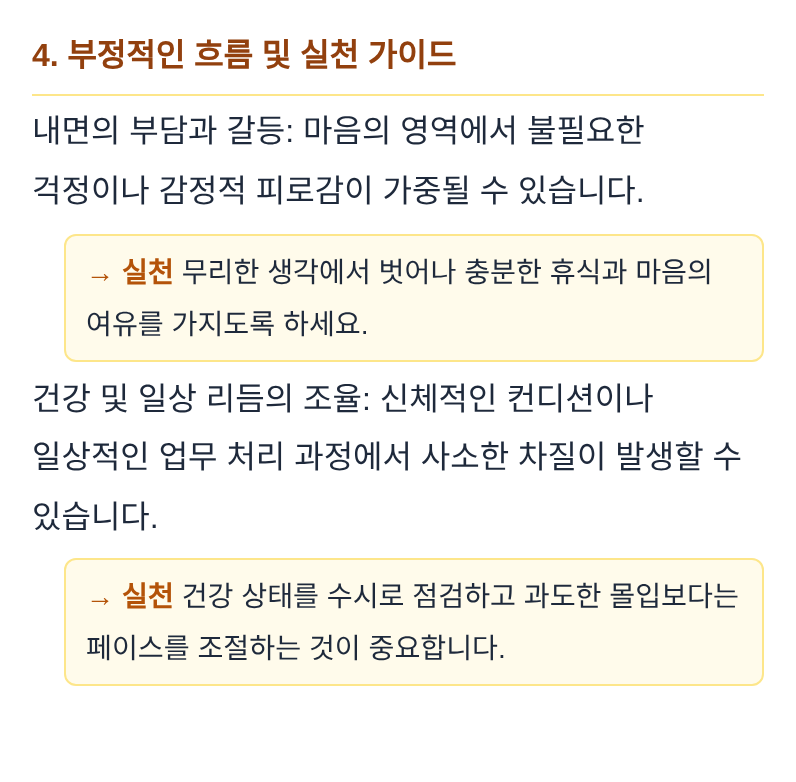 4. 부정적인 흐름 및 실천 가이드
내면의 부담과 갈등: 마음의 영역에서 불필요한
걱정이나 감정적 피로감이 가중될 수 있습니다.
→ 실천 무리한 생각에서 벗어나 충분한 휴식과 마음의
여유를 가지도록 하세요.
건강 및 일상 리듬의 조율: 신체적인 컨디션이나
일상적인 업무 처리 과정에서 사소한 차질이 발생할 수
있습니다.
→ 실천 건강 상태를 수시로 점검하고 과도한 몰입보다는
페이스를 조절하는 것이 중요합니다.